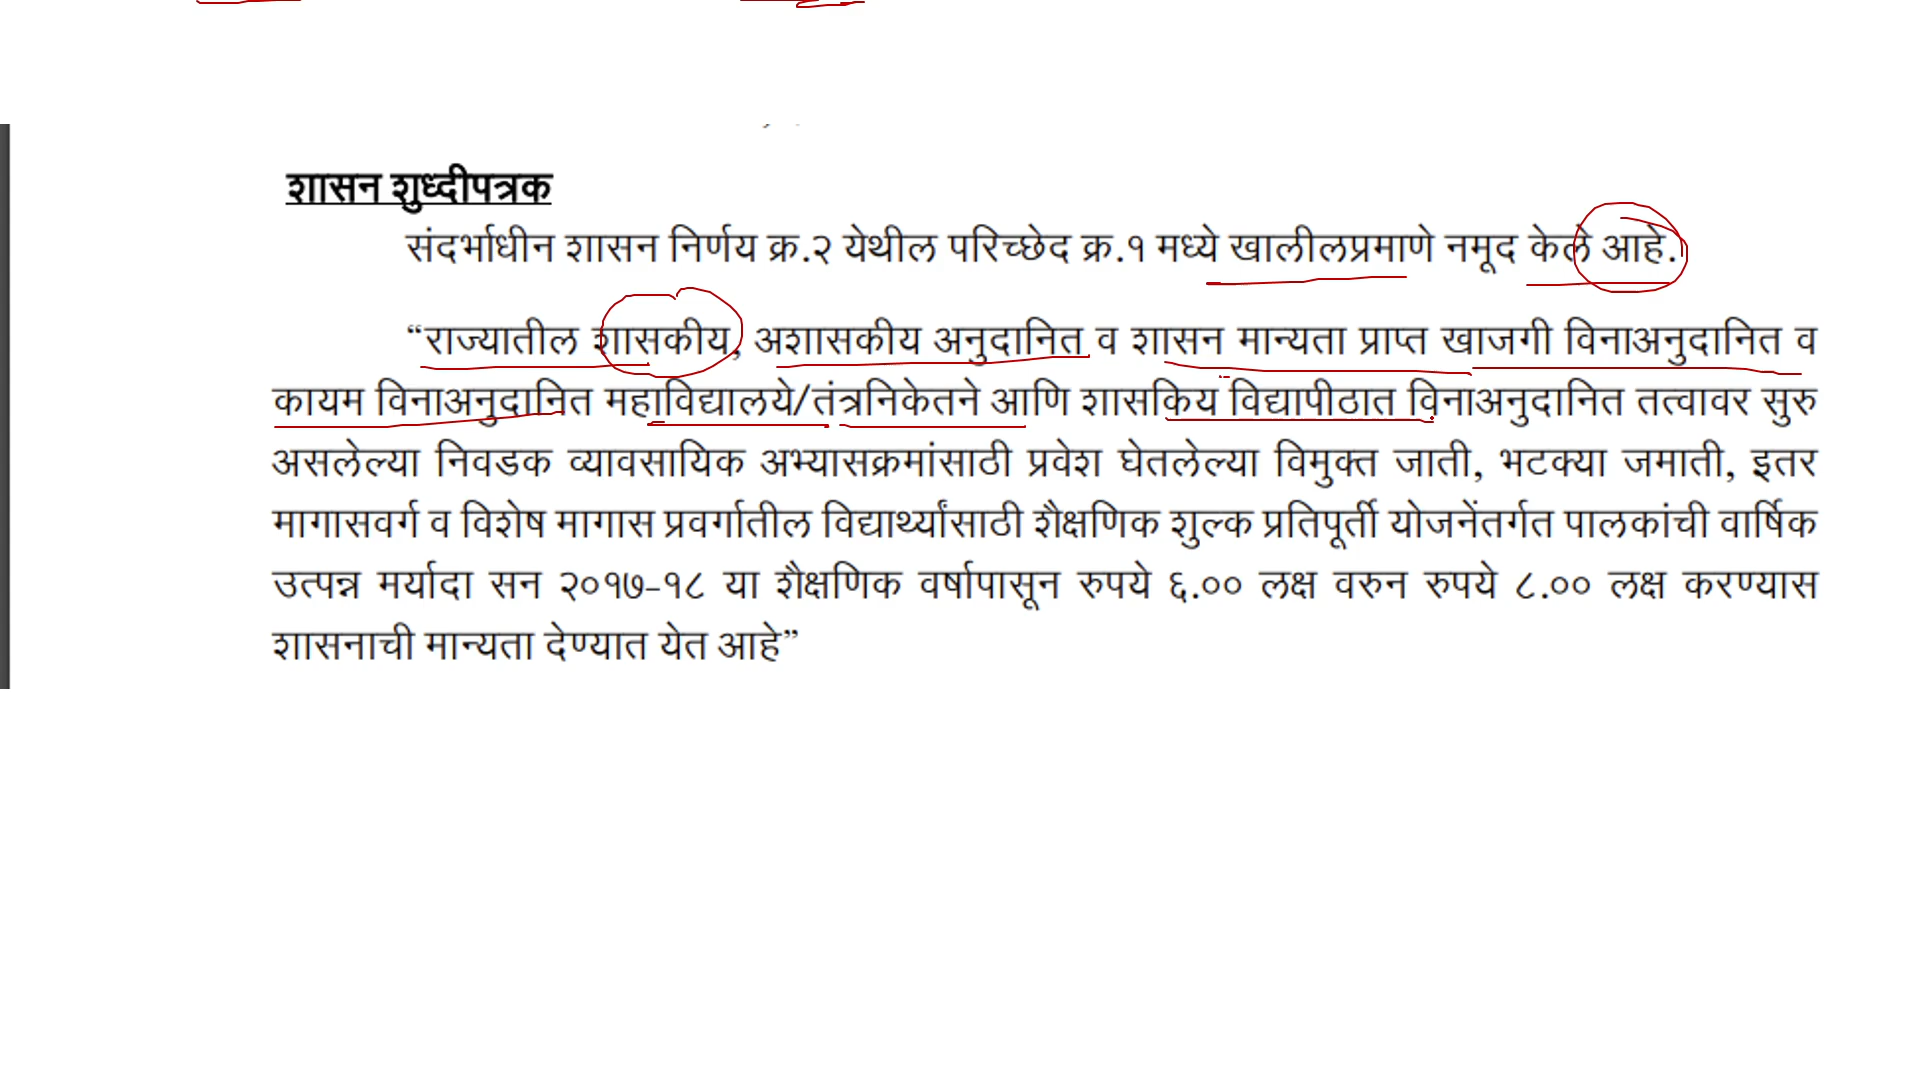 शासन शुध्दीपत्रक
संदर्भाधीन शासन निर्णय क्र.२ येथील परिच्छेद क्र.१ मध्ये खालीलप्रमाणे नमूद केले आहे.
“राज्यातील शासकीय, अशासकीय अनुदानित व शासन मान्यता प्राप्त खाजगी विनाअनुदानित व
कायम विनाअनुदानित महाविद्यालये/तंत्रनिकेतने आणि शासकिय विद्यापीठात विनाअनुदानित तत्वावर सुरु
असलेल्या निवडक व्यावसायिक अभ्यासक्रमांसाठी प्रवेश घेतलेल्या विमुक्त जाती, भटक्या जमाती, इतर
मागासवर्ग व विशेष मागास प्रवर्गातील विद्यार्थ्यांसाठी शैक्षणिक शुल्क प्रतिपूर्ती योजनेंतर्गत पालकांची वार्षिक
उत्पन्न मर्यादा सन २०१७-१८ या शैक्षणिक वर्षापासून रुपये ६.०० लक्ष वरुन रुपये ८.०० लक्ष करण्यास
शासनाची मान्यता देण्यात येत आहे”